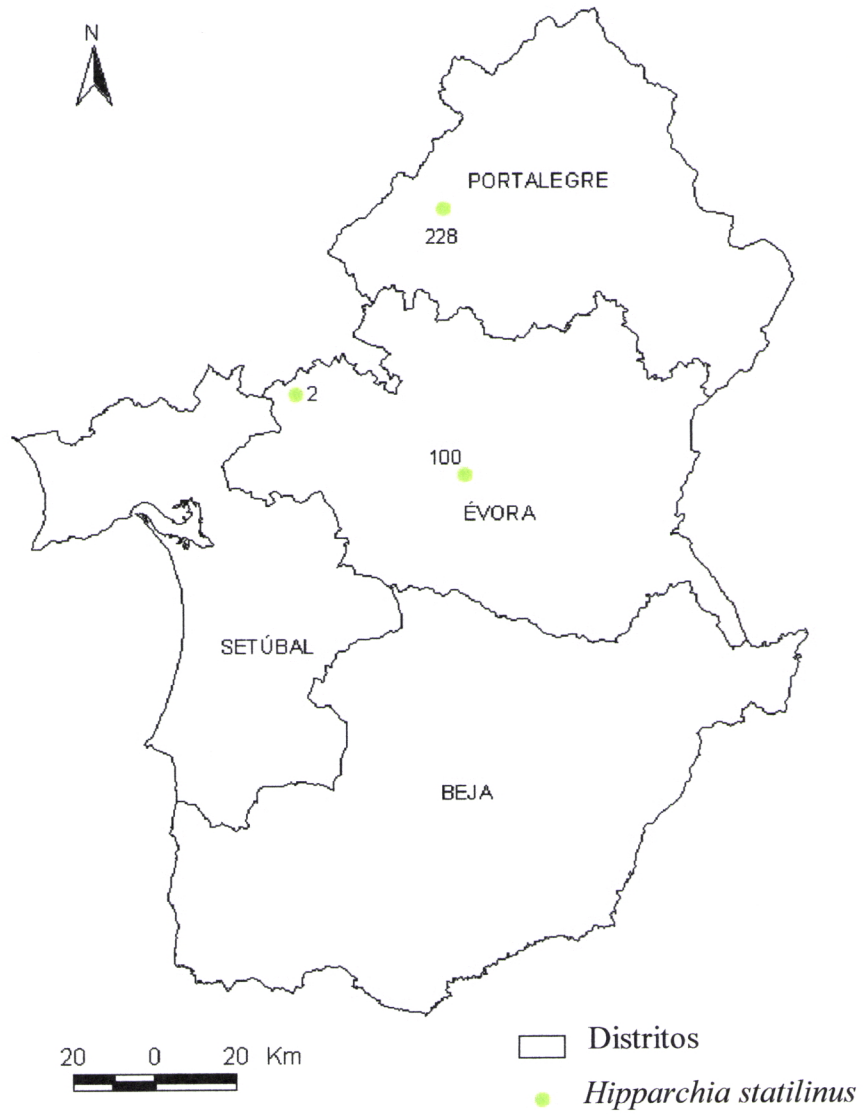 N
PORTALEGRE
228
2
100
ÉVORA
SETÚBAL
BEJA
20 0 20 Km
Distritos
Hipparchia statilinus